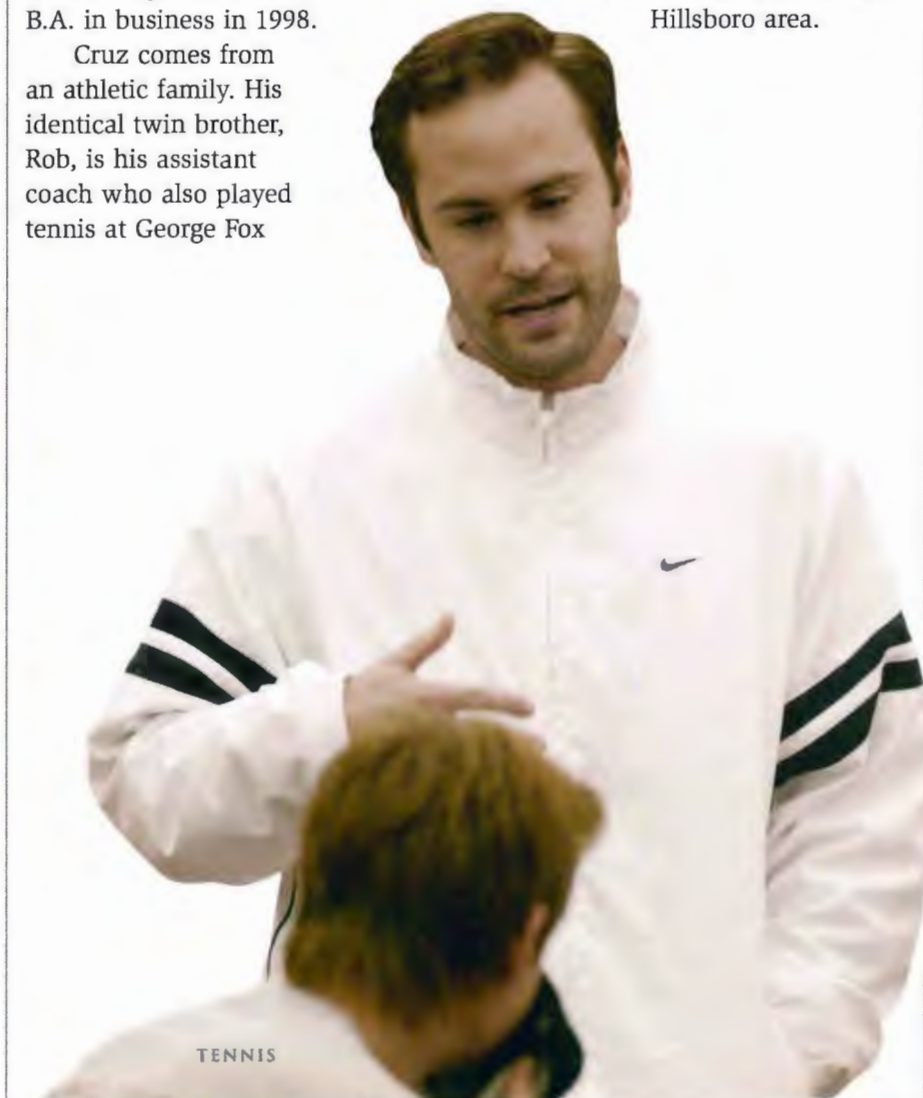 B.A. in business in 1998.
Cruz comes from
an athletic family. His
identical twin brother,
Rob, is his assistant
coach who also played
tennis at George Fox
Hillsboro area.
TENNIS